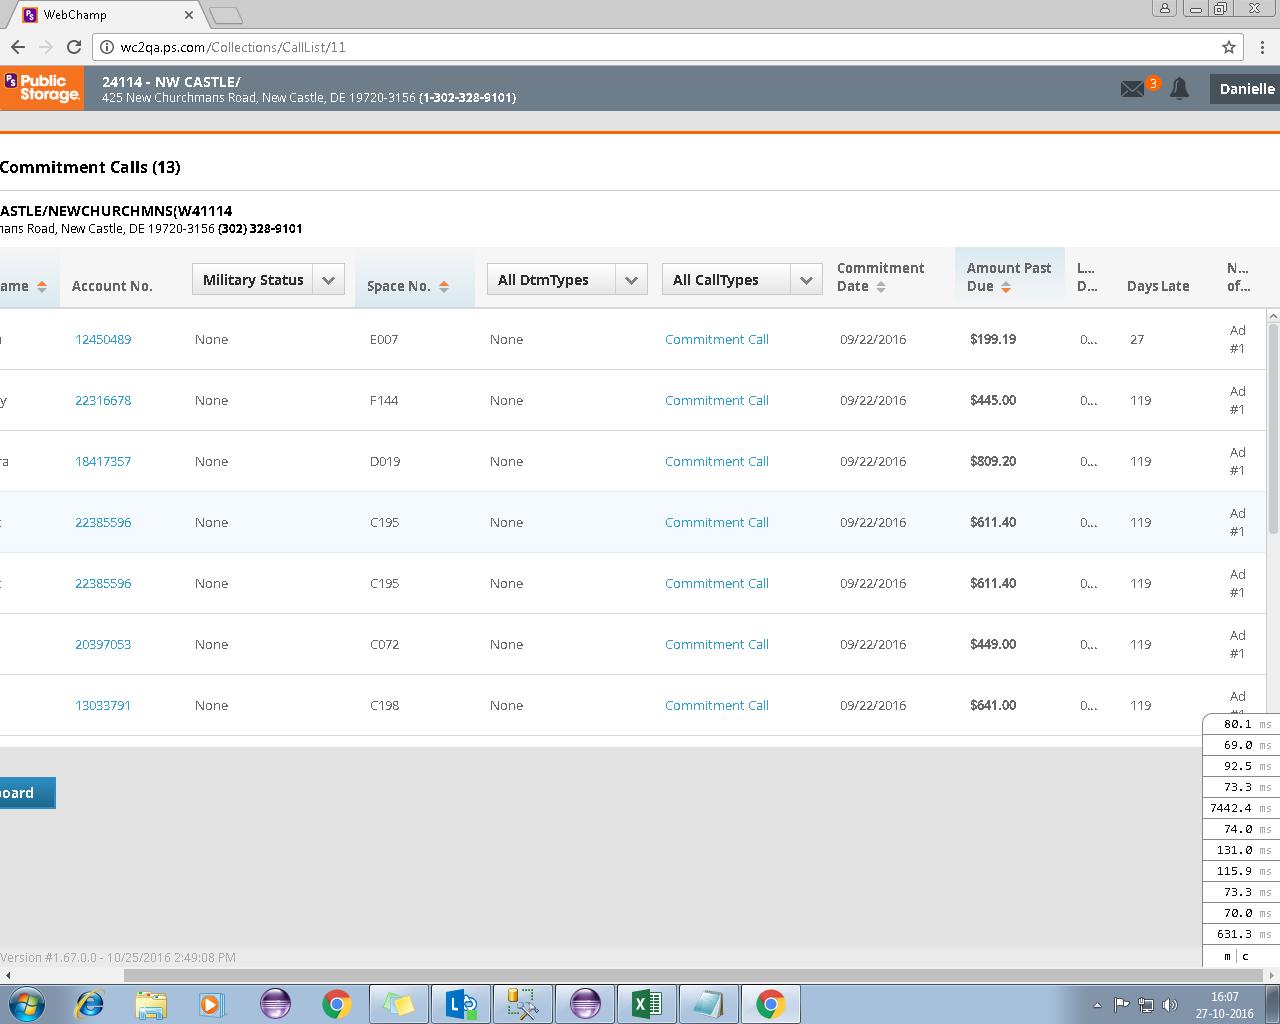 WebChamp
wc2qa.ps.com/Collections/CallList/11
PS Public Storage.
24114 - NW CASTLE/
425 New Churchmans Road, New Castle, DE 19720-3156 (1-302-328-9101)
3
Danielle
Commitment Calls (13)
ASTLE/NEWCHURCHMNS(W41114
mans Road, New Castle, DE 19720-3156 (302) 328-9101
ame Account No. Military Status Space No. All DtmTypes All CallTypes Commitment Date Amount Past Due L... D... Days Late N... of...
12450489 None E007 None Commitment Call 09/22/2016 $199.19 0... 27 Ad #1
y 22316678 None F144 None Commitment Call 09/22/2016 $445.00 0... 119 Ad #1
ra 18417357 None D019 None Commitment Call 09/22/2016 $809.20 0... 119 Ad #1
22385596 None C195 None Commitment Call 09/22/2016 $611.40 0... 119 Ad #1
22385596 None C195 None Commitment Call 09/22/2016 $611.40 0... 119 Ad #1
20397053 None C072 None Commitment Call 09/22/2016 $449.00 0... 119 Ad #1
13033791 None C198 None Commitment Call 09/22/2016 $641.00 0... 119 Ad
80.1 ms
69.0 ms
92.5 ms
73.3 ms
7442.4 ms
74.0 ms
131.0 ms
115.9 ms
73.3 ms
70.0 ms
631.3 ms
m | c
oard
Version #1.67.0.0 - 10/25/2016 2:49:08 PM
16:07
27-10-2016